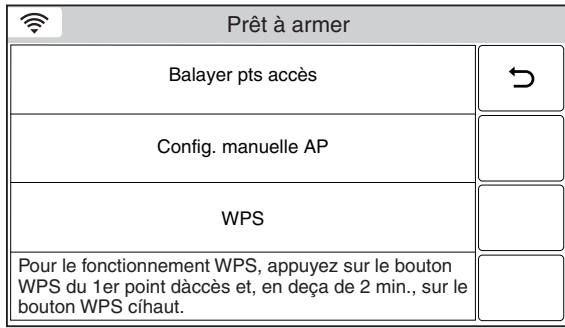 Prêt à armer
Balayer pts accès
Config. manuelle AP
WPS
Pour le fonctionnement WPS, appuyez sur le bouton
WPS du 1er point dàccès et, en deça de 2 min., sur le
bouton WPS cíhaut.